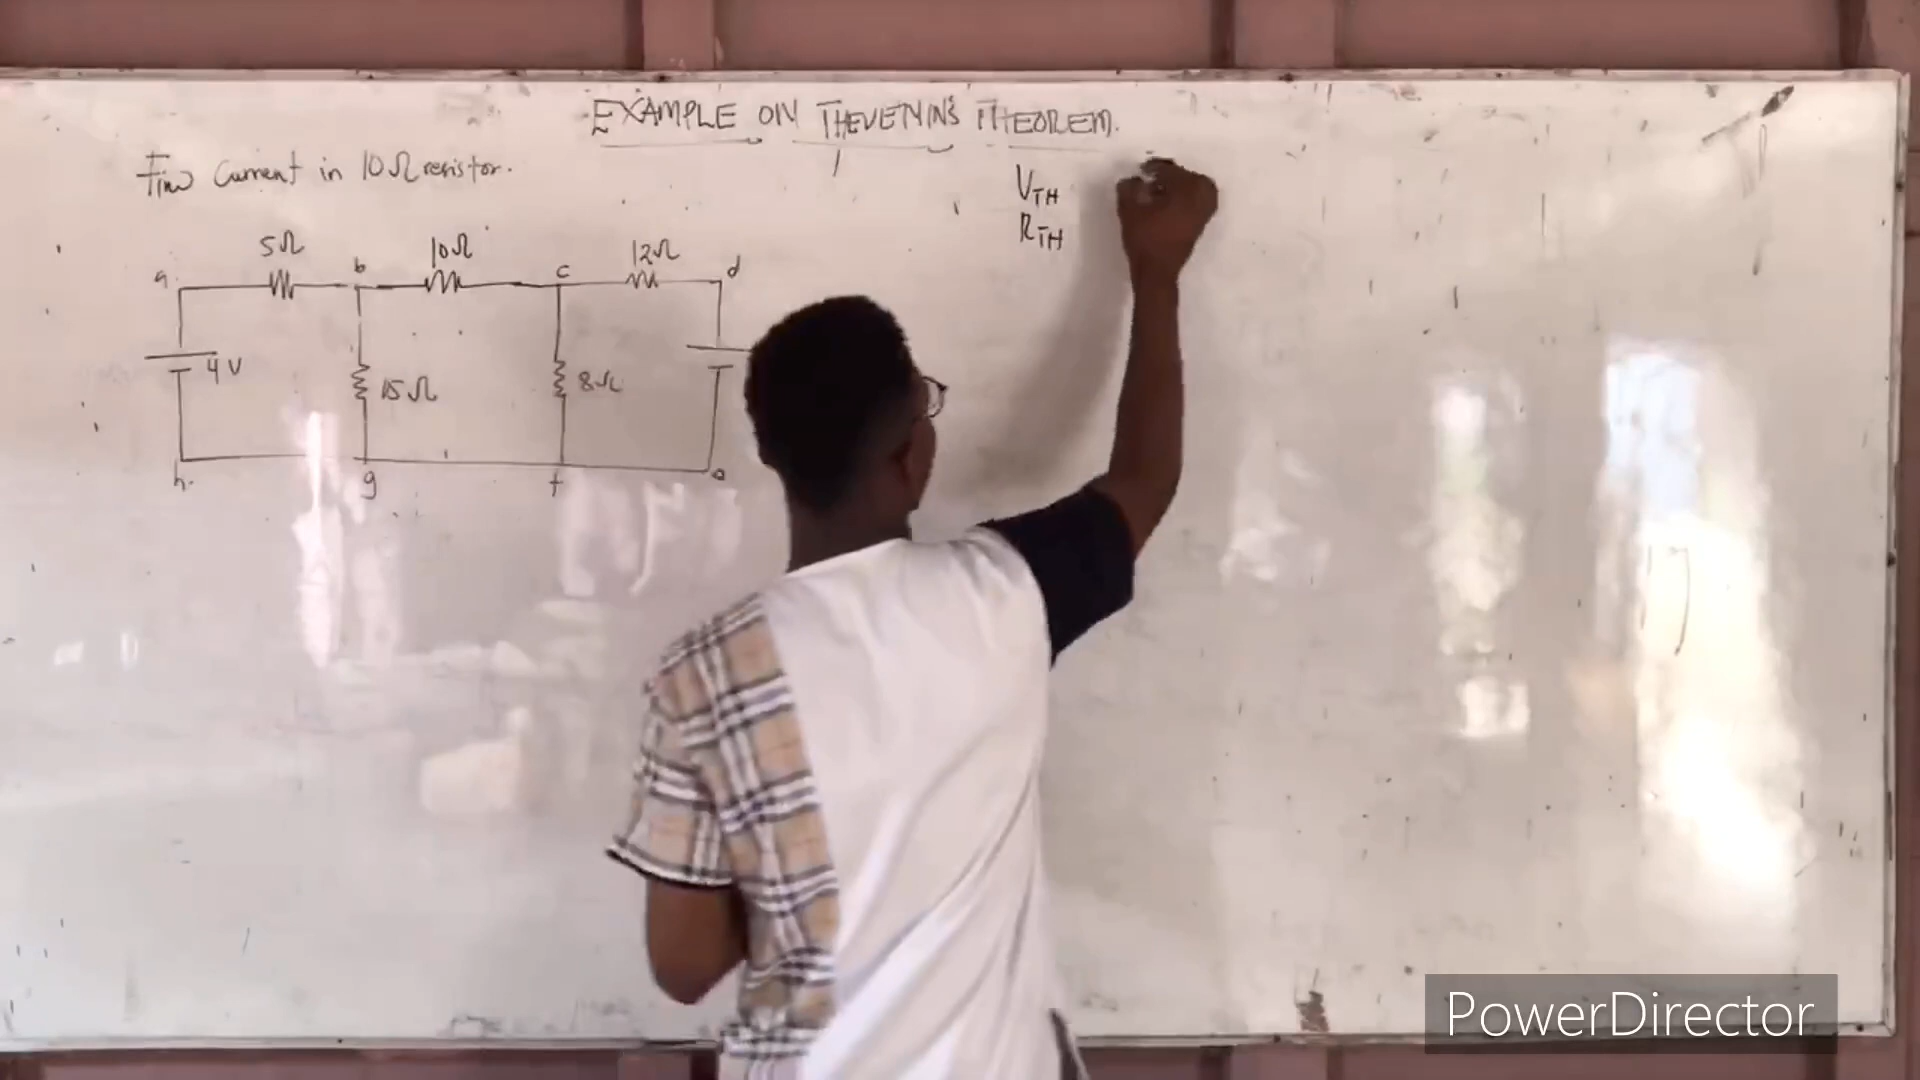 EXAMPLE ON THEVENIN'S THEOREM.
Find Current in 10Ω resistor.
VTH
RTH
5Ω
10Ω
12Ω
a
b
c
d
4V
15Ω
8Ω
h
g
f
e
PowerDirector